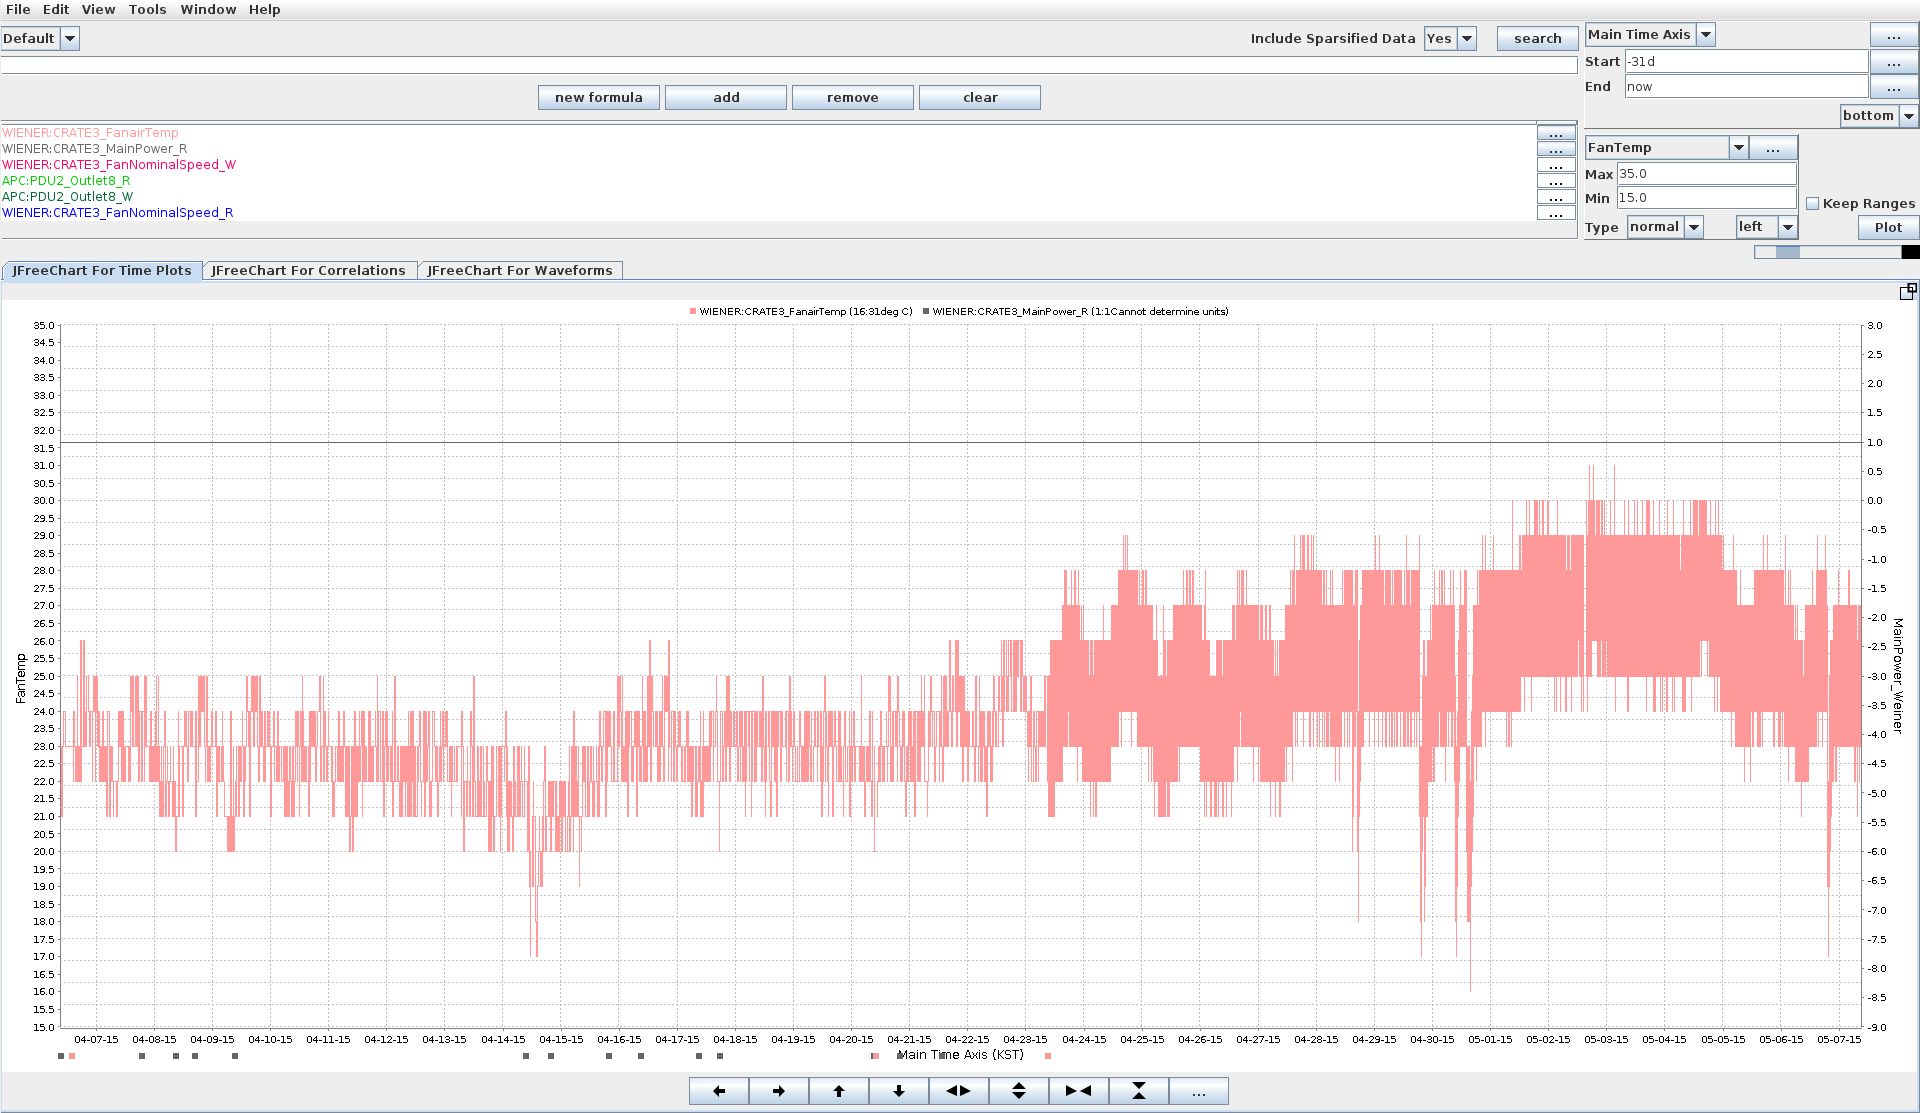 File Edit View Tools Window Help
Default
Include Sparsified Data Yes search
new formula add remove clear
Main Time Axis ...
Start -31d ...
End now ...
bottom
WIENER:CRATE3_FanairTemp ...
WIENER:CRATE3_MainPower_R ...
WIENER:CRATE3_FanNominalSpeed_W ...
APC:PDU2_Outlet8_R ...
APC:PDU2_Outlet8_W ...
WIENER:CRATE3_FanNominalSpeed_R ...
FanTemp ...
Max 35.0
Min 15.0
Keep Ranges
Type normal left Plot
JFreeChart For Time Plots JFreeChart For Correlations JFreeChart For Waveforms
WIENER:CRATE3_FanairTemp (16:31deg C) WIENER:CRATE3_MainPower_R (1:1Cannot determine units)
FanTemp
35.0
34.5
34.0
33.5
33.0
32.5
32.0
31.5
31.0
30.5
30.0
29.5
29.0
28.5
28.0
27.5
27.0
26.5
26.0
25.5
25.0
24.5
24.0
23.5
23.0
22.5
22.0
21.5
21.0
20.5
20.0
19.5
19.0
18.5
18.0
17.5
17.0
16.5
16.0
15.5
15.0
3.0
2.5
2.0
1.5
1.0
0.5
0.0
-0.5
-1.0
-1.5
-2.0
-2.5
-3.0
-3.5
-4.0
-4.5
-5.0
-5.5
-6.0
-6.5
-7.0
-7.5
-8.0
-8.5
-9.0
MainPower_Weiner
04-07-15 04-08-15 04-09-15 04-10-15 04-11-15 04-12-15 04-13-15 04-14-15 04-15-15 04-16-15 04-17-15 04-18-15 04-19-15 04-20-15 04-21-15 04-22-15 04-23-15 04-24-15 04-25-15 04-26-15 04-27-15 04-28-15 04-29-15 04-30-15 05-01-15 05-02-15 05-03-15 05-04-15 05-05-15 05-06-15 05-07-15
Main Time Axis (KST)
...